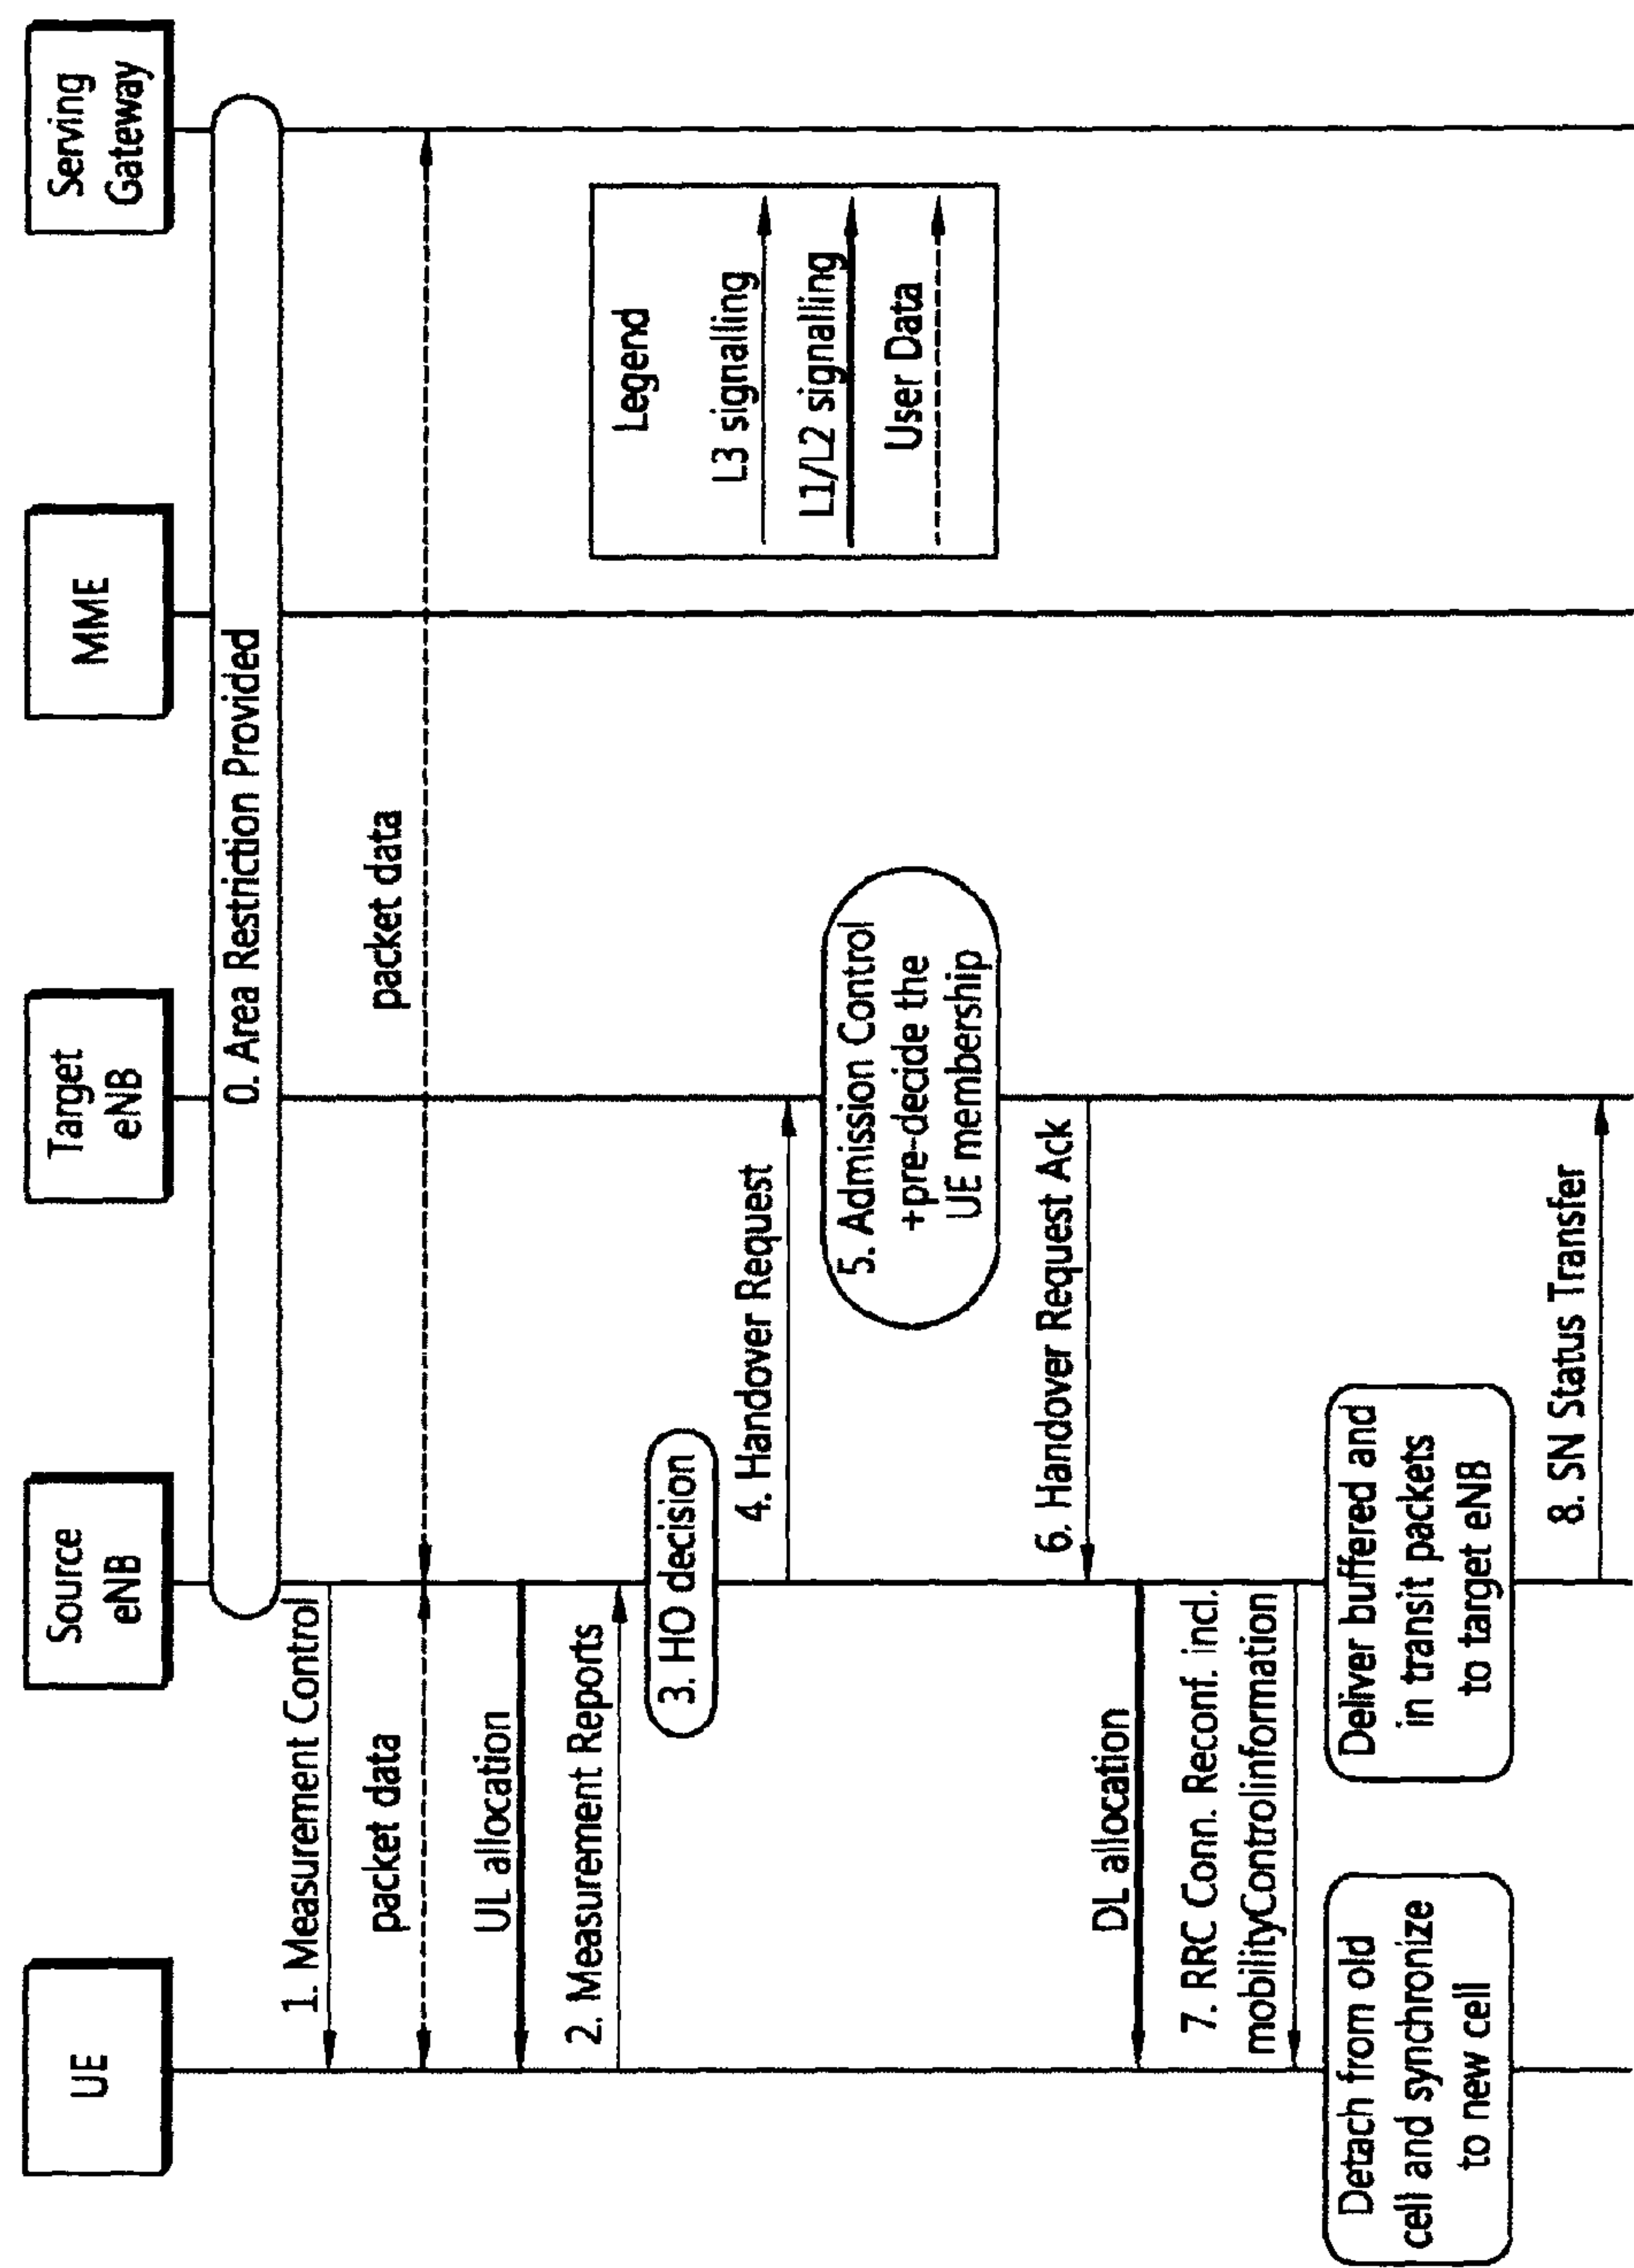 UE
Source
eNB
Target
eNB
MME
Serving
Gateway
0. Area Restriction Provided
1. Measurement Control
packet data
packet data
UL allocation
2. Measurement Reports
3. HO decision
Legend
L3 signalling
L1/L2 signalling
User Data
4. Handover Request
5. Admission Control
+pre-decide the
UE membership
6. Handover Request Ack
DL allocation
7. RRC Conn. Reconf. incl.
mobilityControlinformation
Detach from old
cell and synchronize
to new cell
Deliver buffered and
in transit packets
to target eNB
8. SN Status Transfer